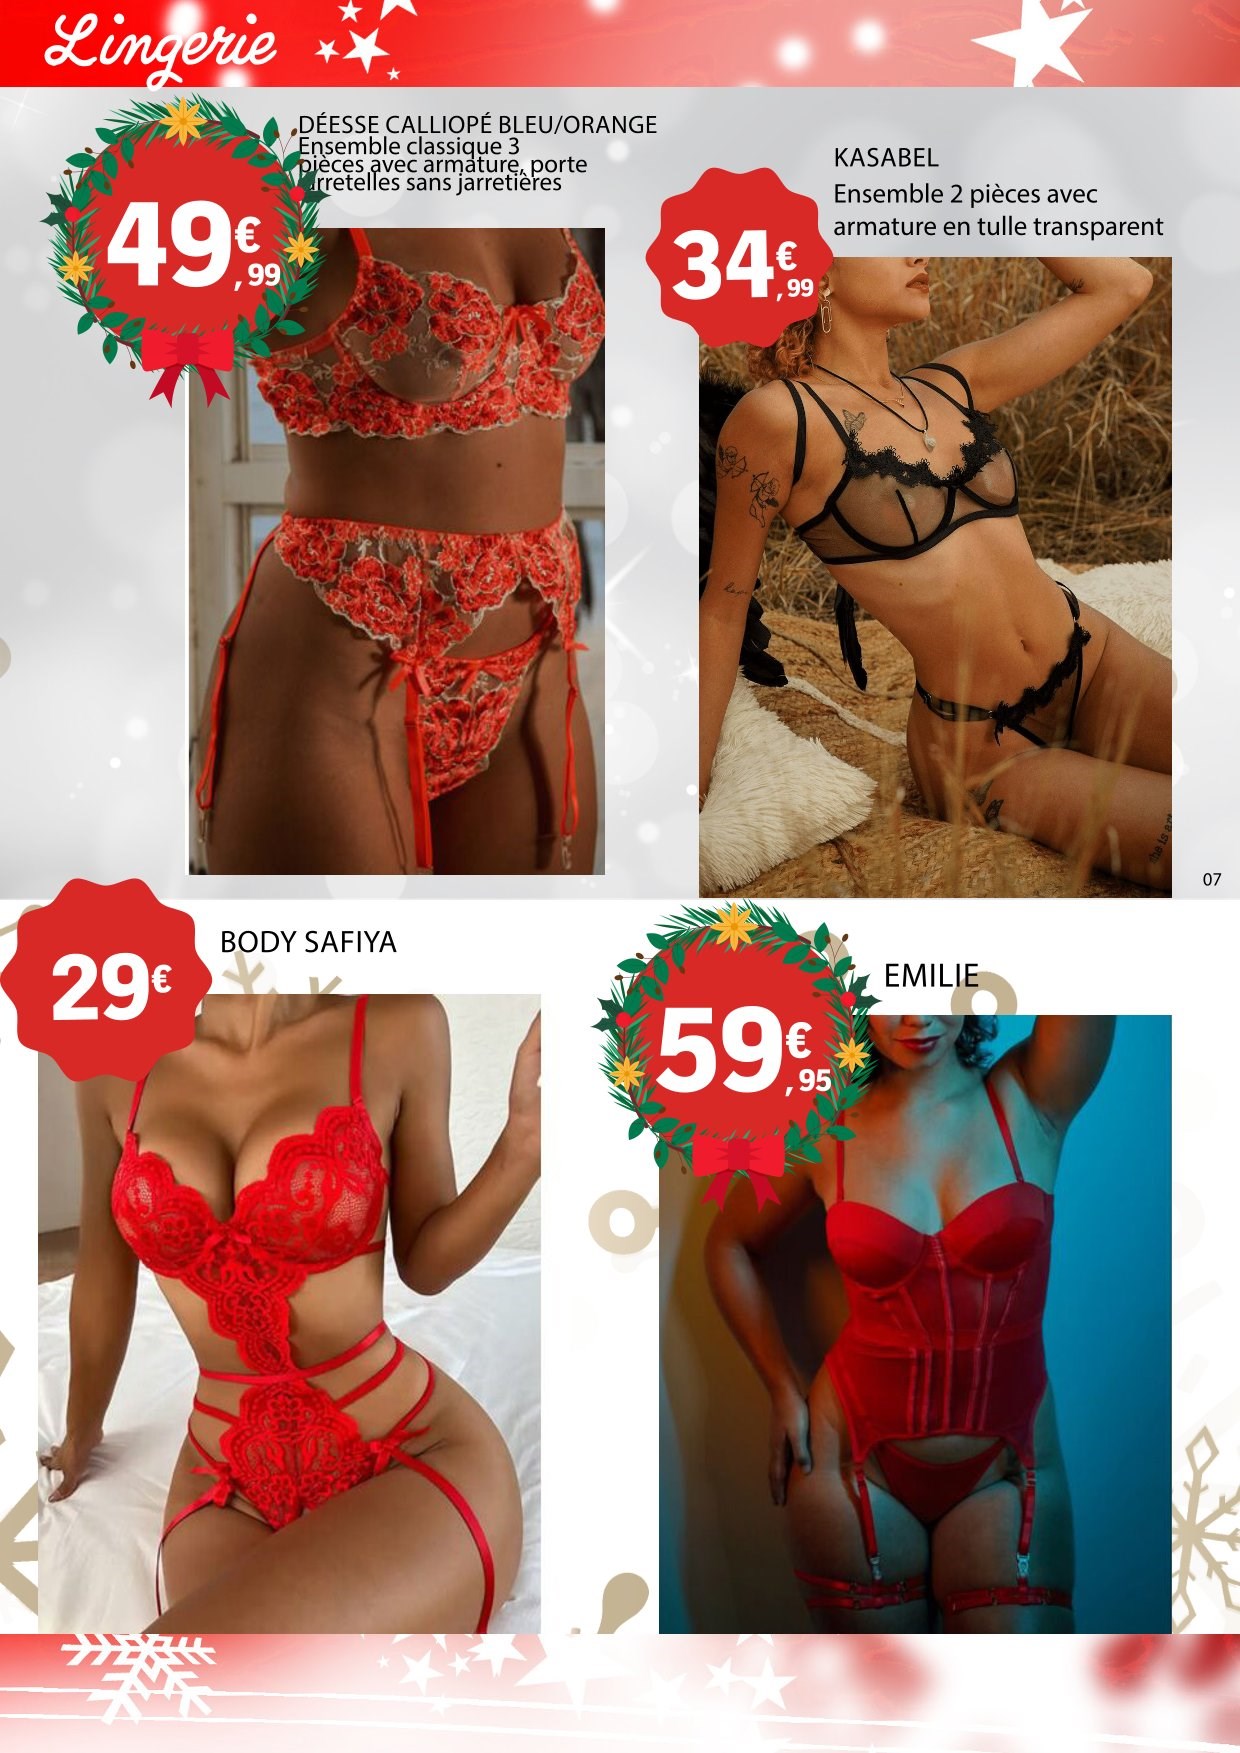 Lingerie
DÉESSE CALLIOPÉ BLEU/ORANGE
Ensemble classique 3
pièces avec armature, porte
jarretelles sans jarretières
49€,99
KASABEL
Ensemble 2 pièces avec
armature en tulle transparent
34€,99
07
BODY SAFIYA
29€
EMILIE
59€,95